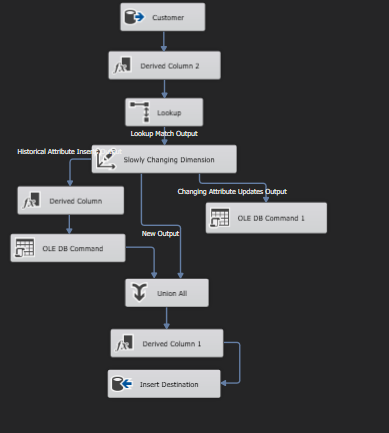 Customer
Derived Column 2
Lookup
Lookup Match Output
Historical Attribute Inser
Slowly Changing Dimension
Changing Attribute Updates Output
Derived Column
OLE DB Command 1
New Output
OLE DB Command
Union All
Derived Column 1
Insert Destination